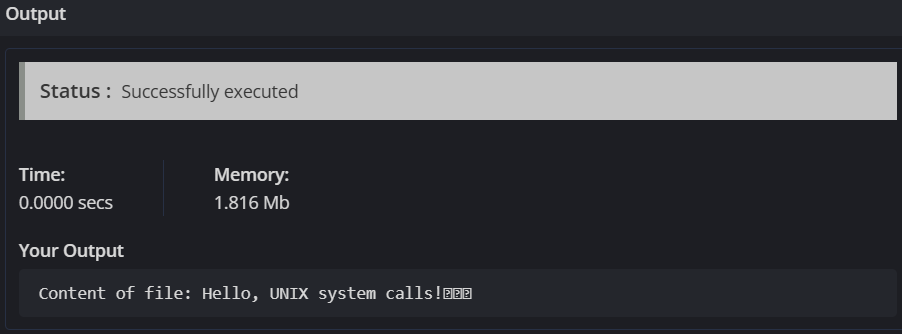 Output
Status : Successfully executed
Time:
Memory:
0.0000 secs
1.816 Mb
Your Output
Content of file: Hello, UNIX system calls!